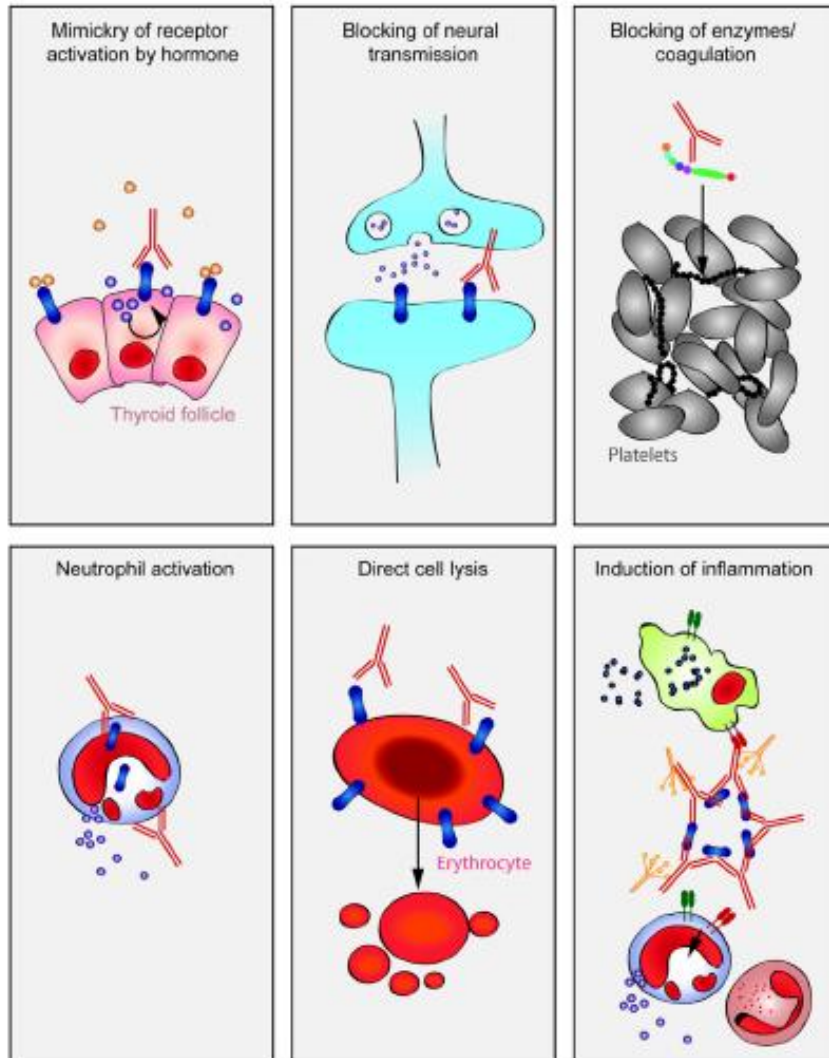 Mimickry of receptor
activation by hormone
Blocking of neural
transmission
Blocking of enzymes/
coagulation
Thyroid follicle
Platelets
Neutrophil activation
Direct cell lysis
Induction of inflammation
Erythrocyte